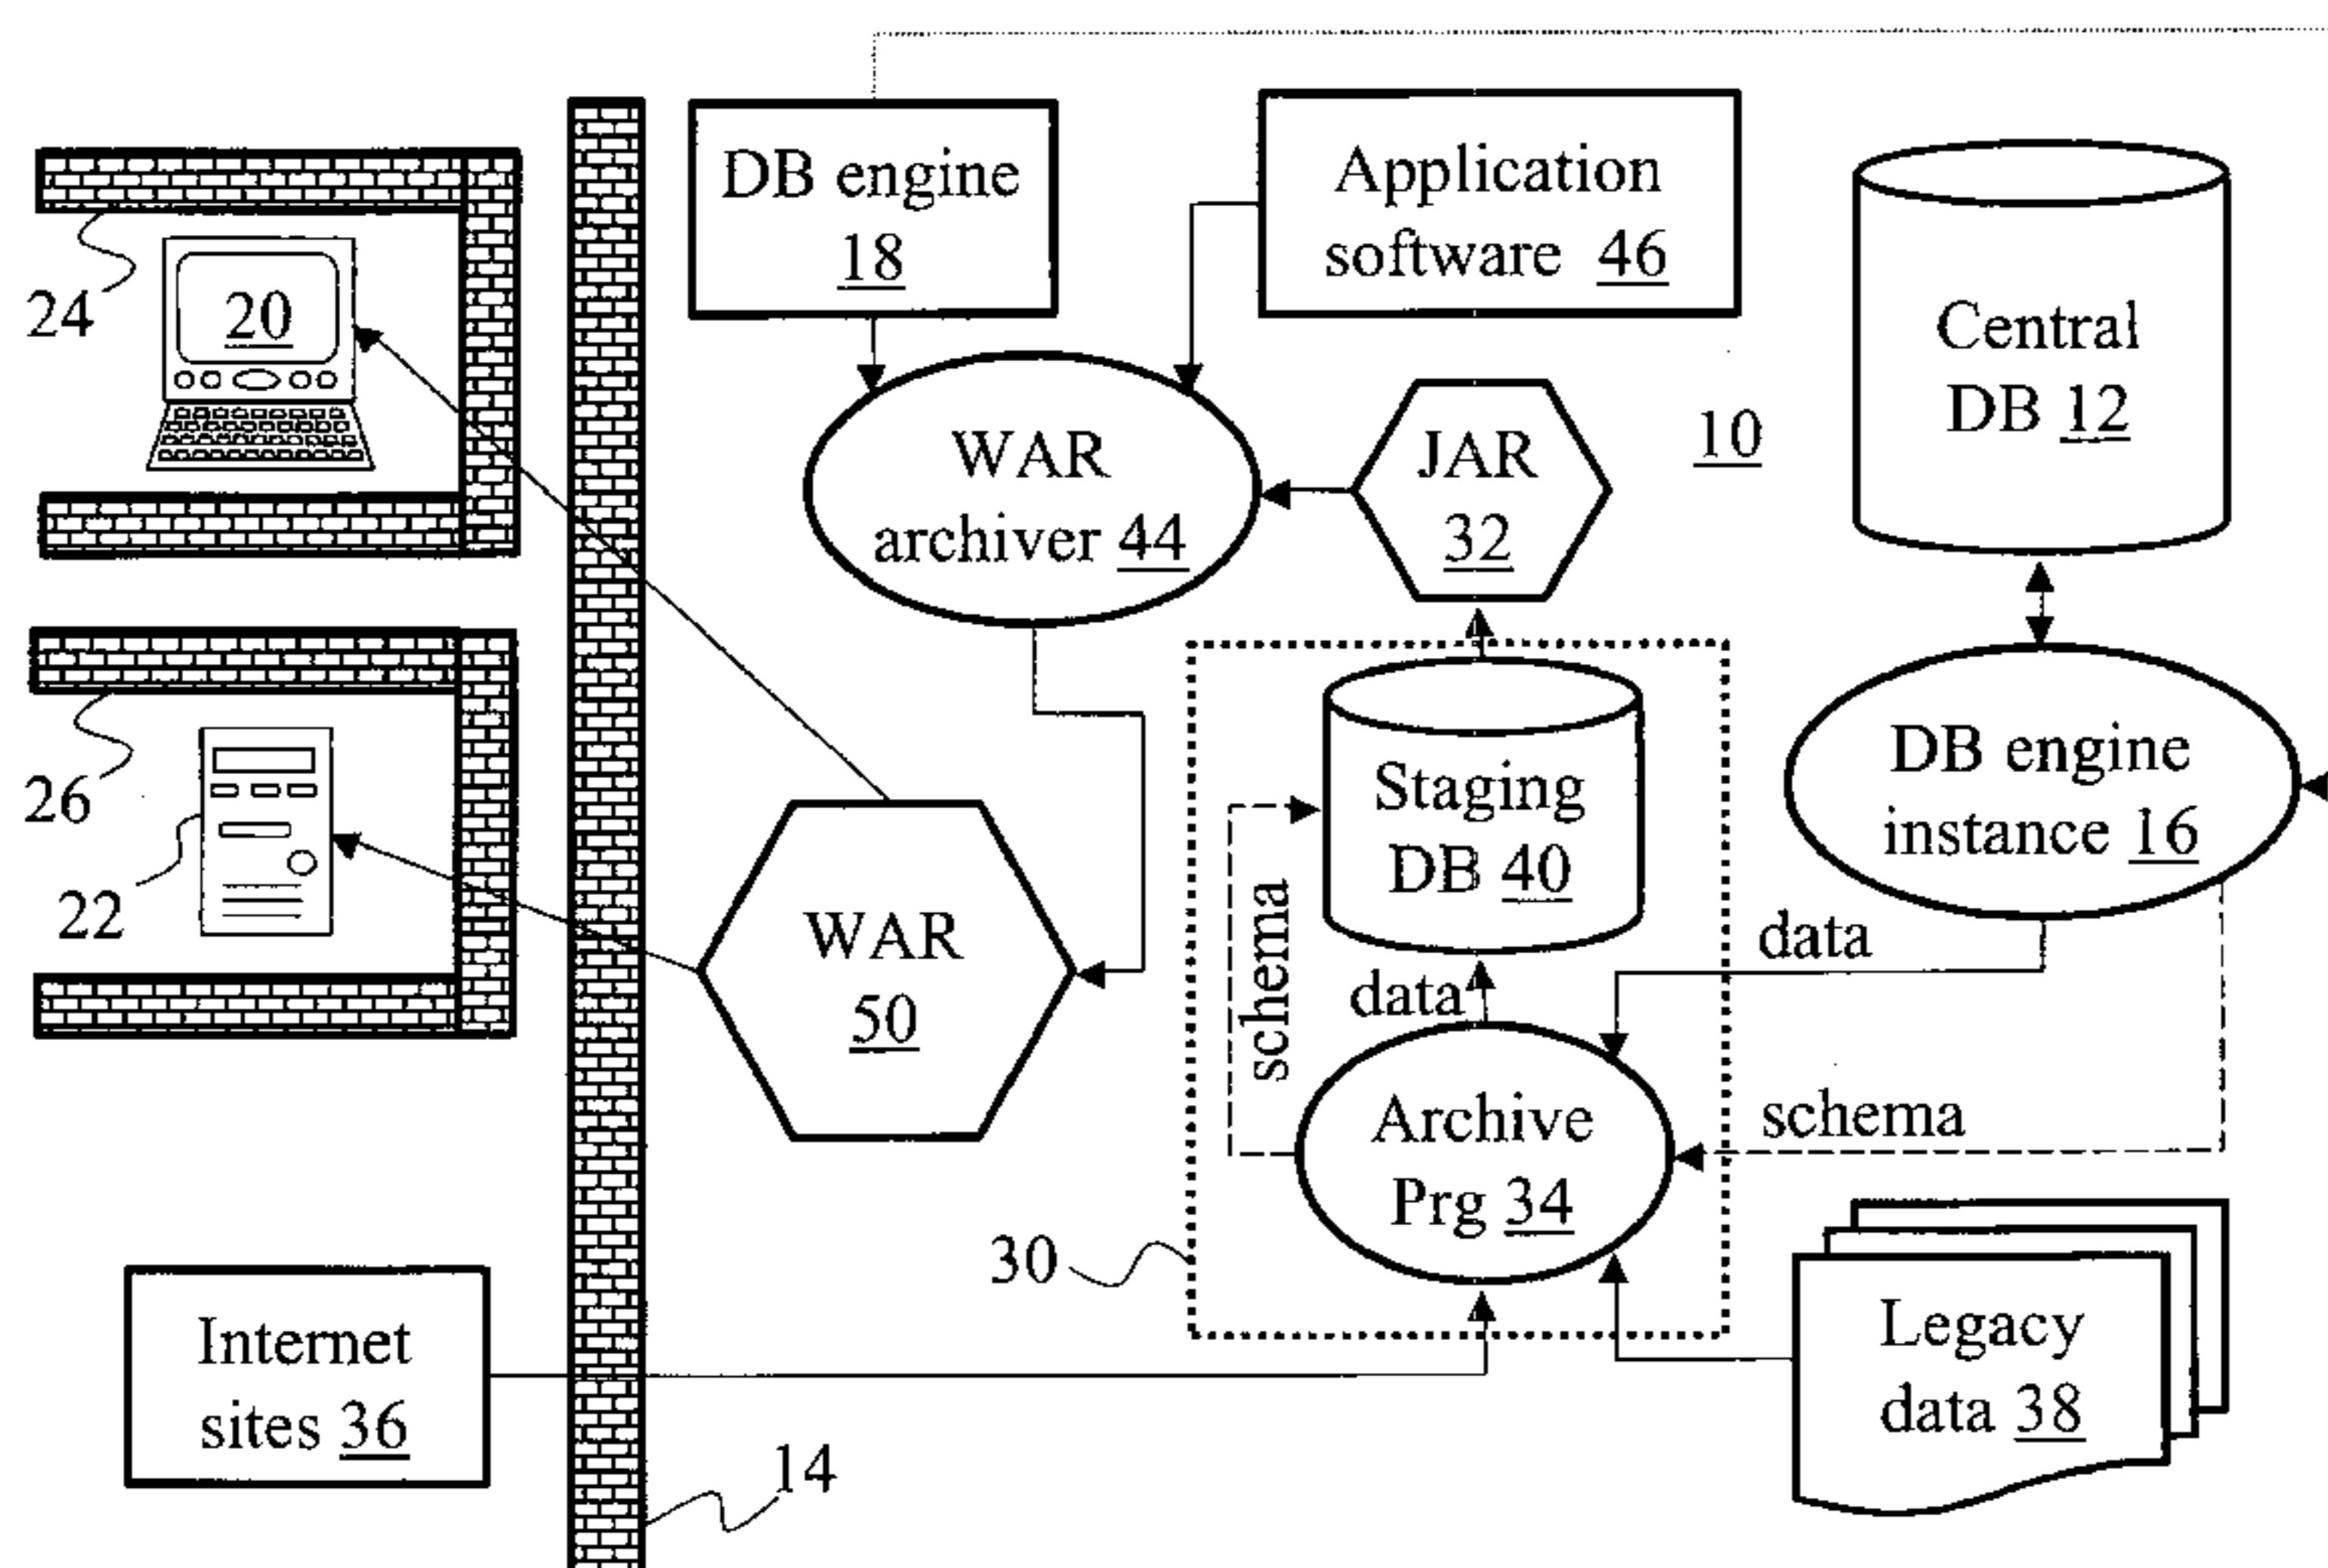 DB engine
18
Application
software 46
Central
DB 12
24
20
WAR
archiver 44
JAR
32
10
26
22
WAR
50
schema
Staging
DB 40
data
DB engine
instance 16
data
schema
Archive
Prg 34
30
Internet
sites 36
14
Legacy
data 38